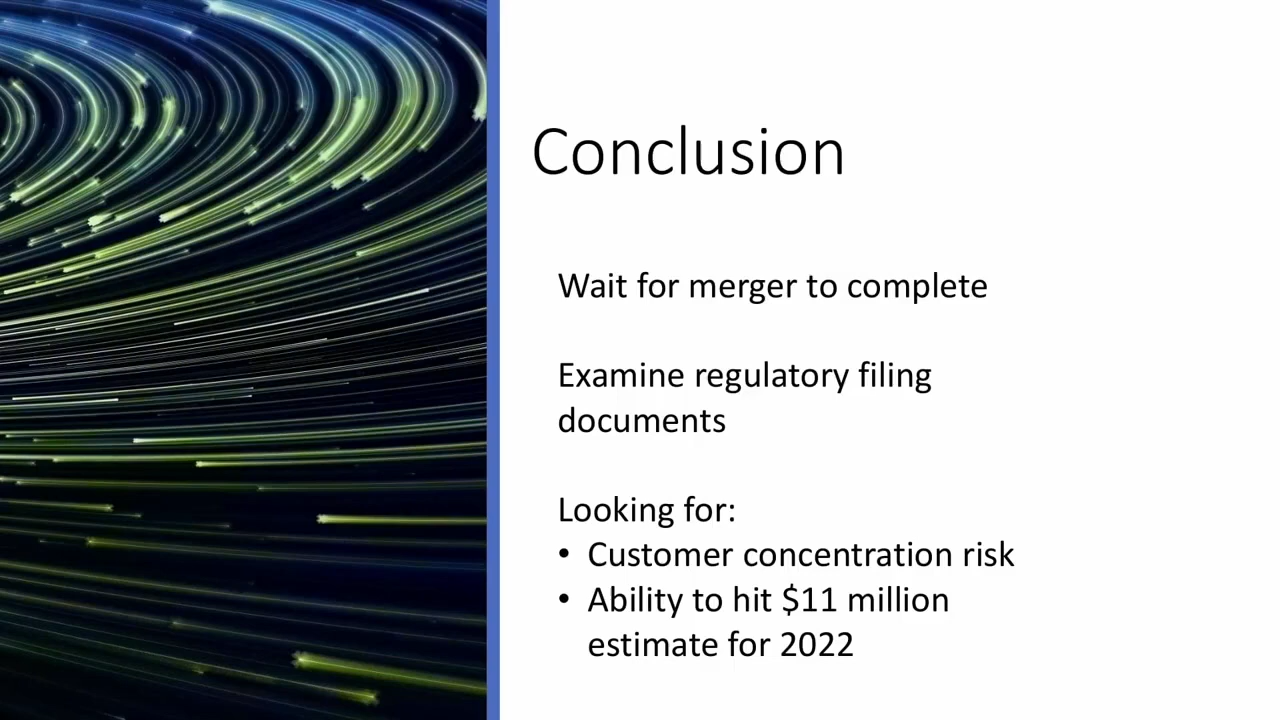 Conclusion
Wait for merger to complete
Examine regulatory filing
documents
Looking for:
• Customer concentration risk
• Ability to hit $11 million
estimate for 2022